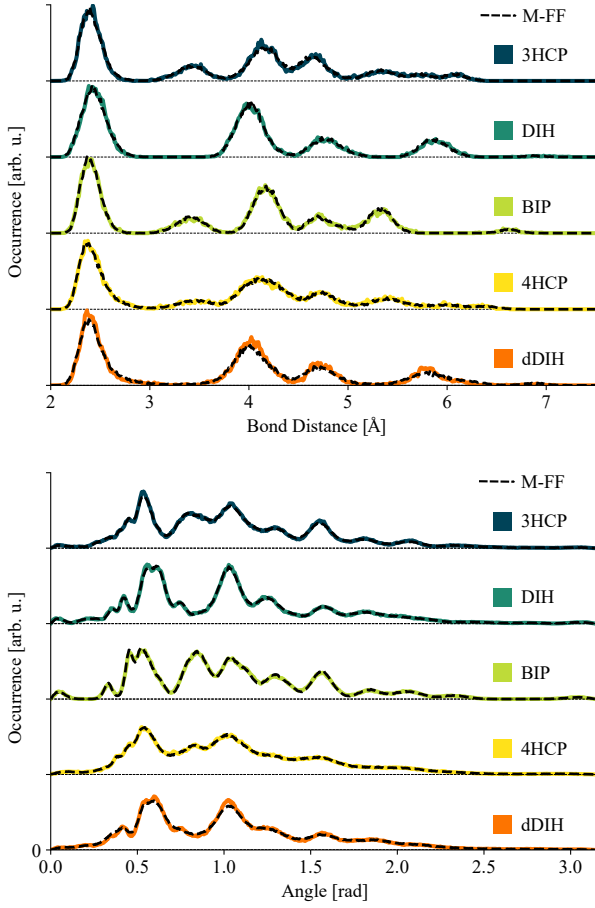 M-FF
3HCP
DIH
BIP
4HCP
dDIH
Occurrence [arb. u.]
2 3 4 5 6 7
Bond Distance [Å]
M-FF
3HCP
DIH
BIP
4HCP
dDIH
Occurrence [arb. u.]
0
0.0 0.5 1.0 1.5 2.0 2.5 3.0
Angle [rad]